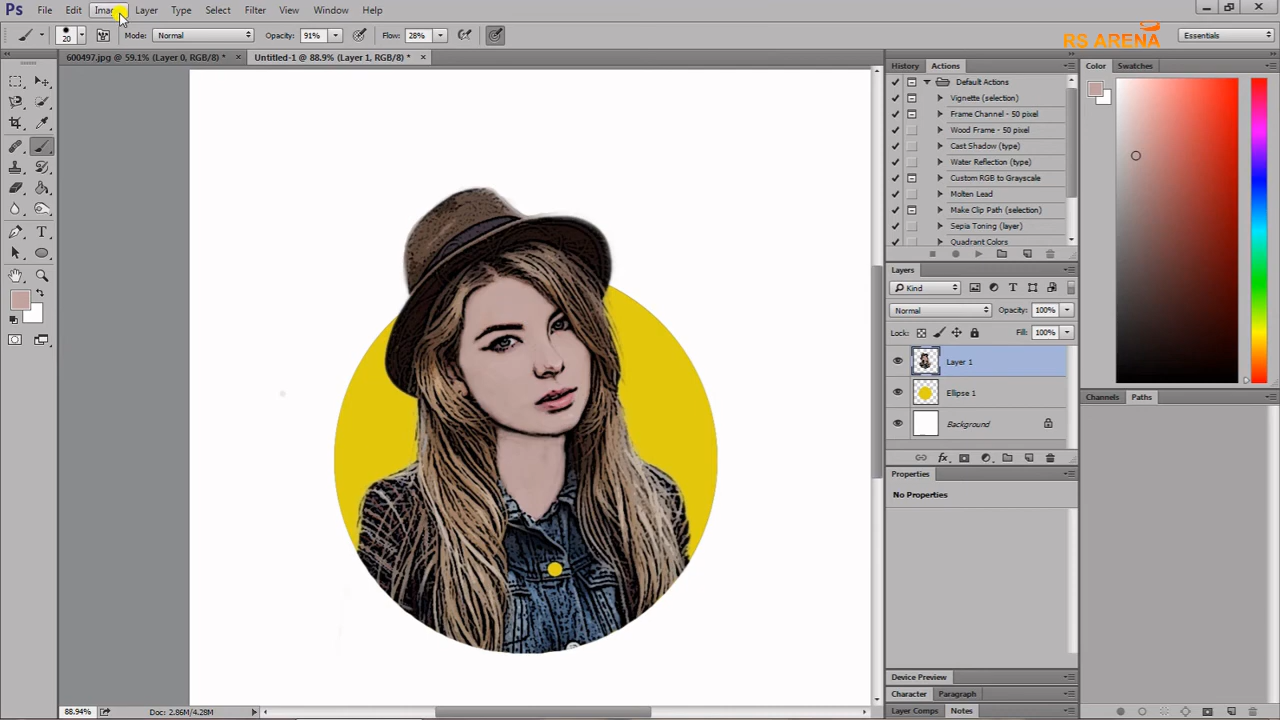 Ps File Edit Image Layer Type Select Filter View Window Help
20 Mode: Normal Opacity: 91% Flow: 28% RS ARENA Essentials
600497.jpg @ 59.1% (Layer 0, RGB/8) * × Untitled-1 @ 88.9% (Layer 1, RGB/8) * ×
History Actions
Default Actions
Vignette (selection)
Frame Channel - 50 pixel
Wood Frame - 50 pixel
Cast Shadow (type)
Water Reflection (type)
Custom RGB to Grayscale
Molten Lead
Make Clip Path (selection)
Sepia Toning (layer)
Quadrant Colors
Color Swatches
Layers
Kind
Normal Opacity: 100%
Lock: Fill: 100%
Layer 1
Ellipse 1
Background
fx
Properties
No Properties
Channels Paths
Device Preview
Character Paragraph
Layer Comps Notes
88.94% Doc: 2.86M/4.28M